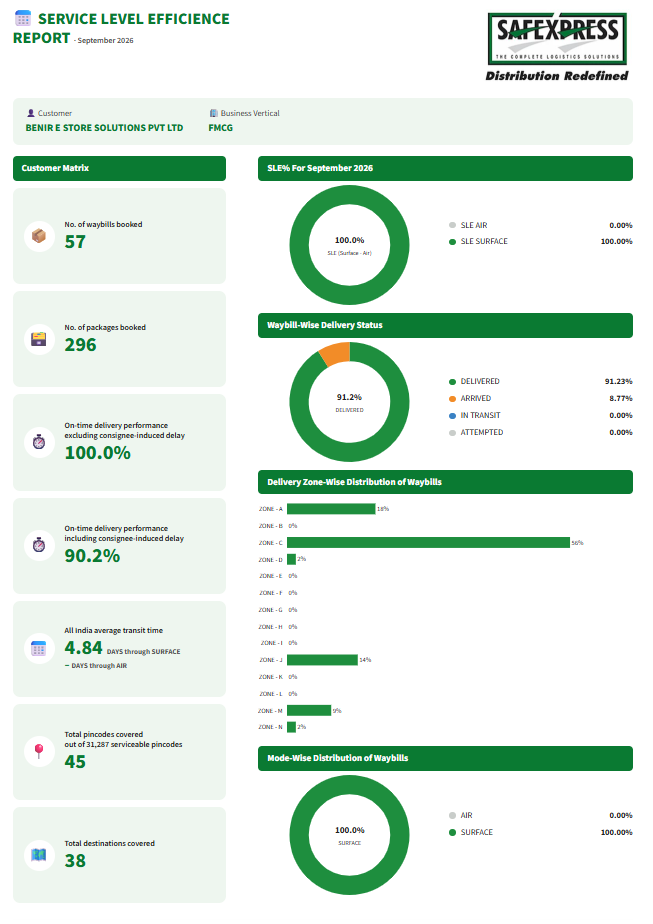 SERVICE LEVEL EFFICIENCE
REPORT - September 2026
SAFEXPRESS
THE COMPLETE LOGISTICS SOLUTIONS
Distribution Redefined
Customer
BENIR E STORE SOLUTIONS PVT LTD
Business Vertical
FMCG
Customer Matrix
No. of waybills booked
57
No. of packages booked
296
On-time delivery performance
excluding consignee-induced delay
100.0%
On-time delivery performance
including consignee-induced delay
90.2%
All India average transit time
4.84 DAYS through SURFACE
– DAYS through AIR
Total pincodes covered
out of 31,287 serviceable pincodes
45
Total destinations covered
38
SLE% For September 2026
100.0%
SLE (Surface - Air)
SLE AIR 0.00%
SLE SURFACE 100.00%
Waybill-Wise Delivery Status
91.2%
DELIVERED
DELIVERED 91.23%
ARRIVED 8.77%
IN TRANSIT 0.00%
ATTEMPTED 0.00%
Delivery Zone-Wise Distribution of Waybills
ZONE - A 18%
ZONE - B 0%
ZONE - C 56%
ZONE - D 2%
ZONE - E 0%
ZONE - F 0%
ZONE - G 0%
ZONE - H 0%
ZONE - I 0%
ZONE - J 14%
ZONE - K 0%
ZONE - L 0%
ZONE - M 9%
ZONE - N 2%
Mode-Wise Distribution of Waybills
100.0%
SURFACE
AIR 0.00%
SURFACE 100.00%